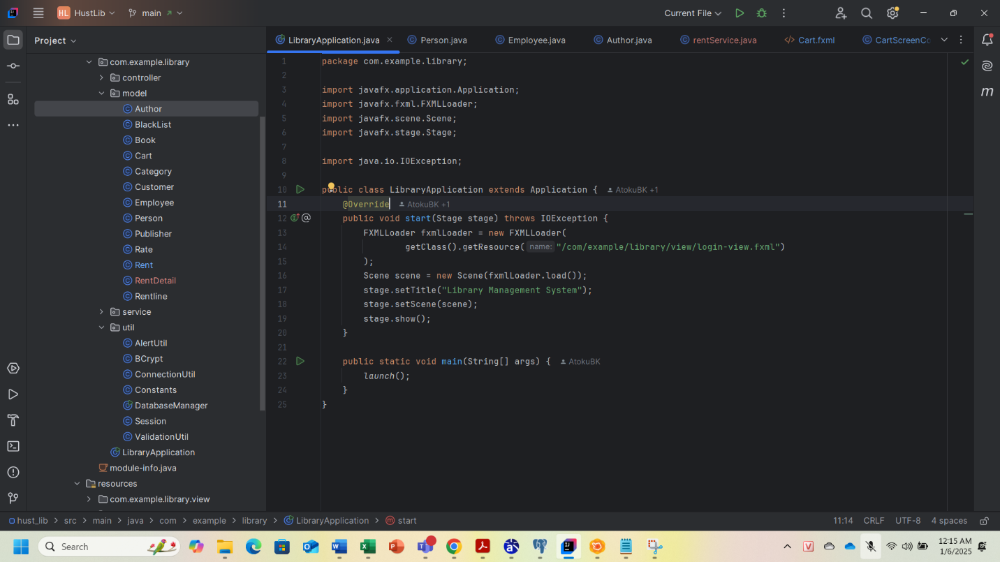 HL HustLib main Current File
Project
LibraryApplication.java Person.java Employee.java Author.java rentService.java Cart.fxml CartScreenCo
com.example.library
controller
model
Author
BlackList
Book
Cart
Category
Customer
Employee
Person
Publisher
Rate
Rent
RentDetail
Rentline
service
util
AlertUtil
BCrypt
ConnectionUtil
Constants
DatabaseManager
Session
ValidationUtil
LibraryApplication
module-info.java
resources
com.example.library.view
1 package com.example.library;
2
3 import javafx.application.Application;
4 import javafx.fxml.FXMLLoader;
5 import javafx.scene.Scene;
6 import javafx.stage.Stage;
7
8 import java.io.IOException;
9
10 public class LibraryApplication extends Application { AtokuBK +1
11 @Override AtokuBK +1
12 public void start(Stage stage) throws IOException {
13 FXMLLoader fxmlLoader = new FXMLLoader(
14 getClass().getResource( name: "/com/example/library/view/login-view.fxml")
15 );
16 Scene scene = new Scene(fxmlLoader.load());
17 stage.setTitle("Library Management System");
18 stage.setScene(scene);
19 stage.show();
20 }
21
22 public static void main(String[] args) { AtokuBK
23 launch();
24 }
25 }
hust_lib > src > main > java > com > example > library > LibraryApplication > start 11:14 CRLF UTF-8 4 spaces
Search 12:15 AM
1/6/2025